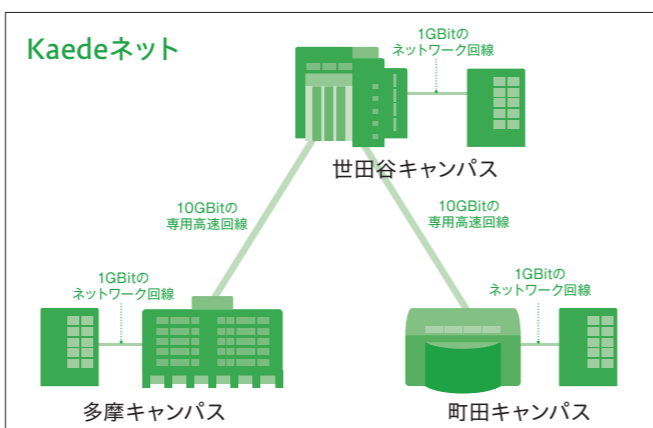 Kaedeネット
1GBitの
ネットワーク回線
世田谷キャンパス
10GBitの
専用高速回線
10GBitの
専用高速回線
1GBitの
ネットワーク回線
1GBitの
ネットワーク回線
多摩キャンパス
町田キャンパス